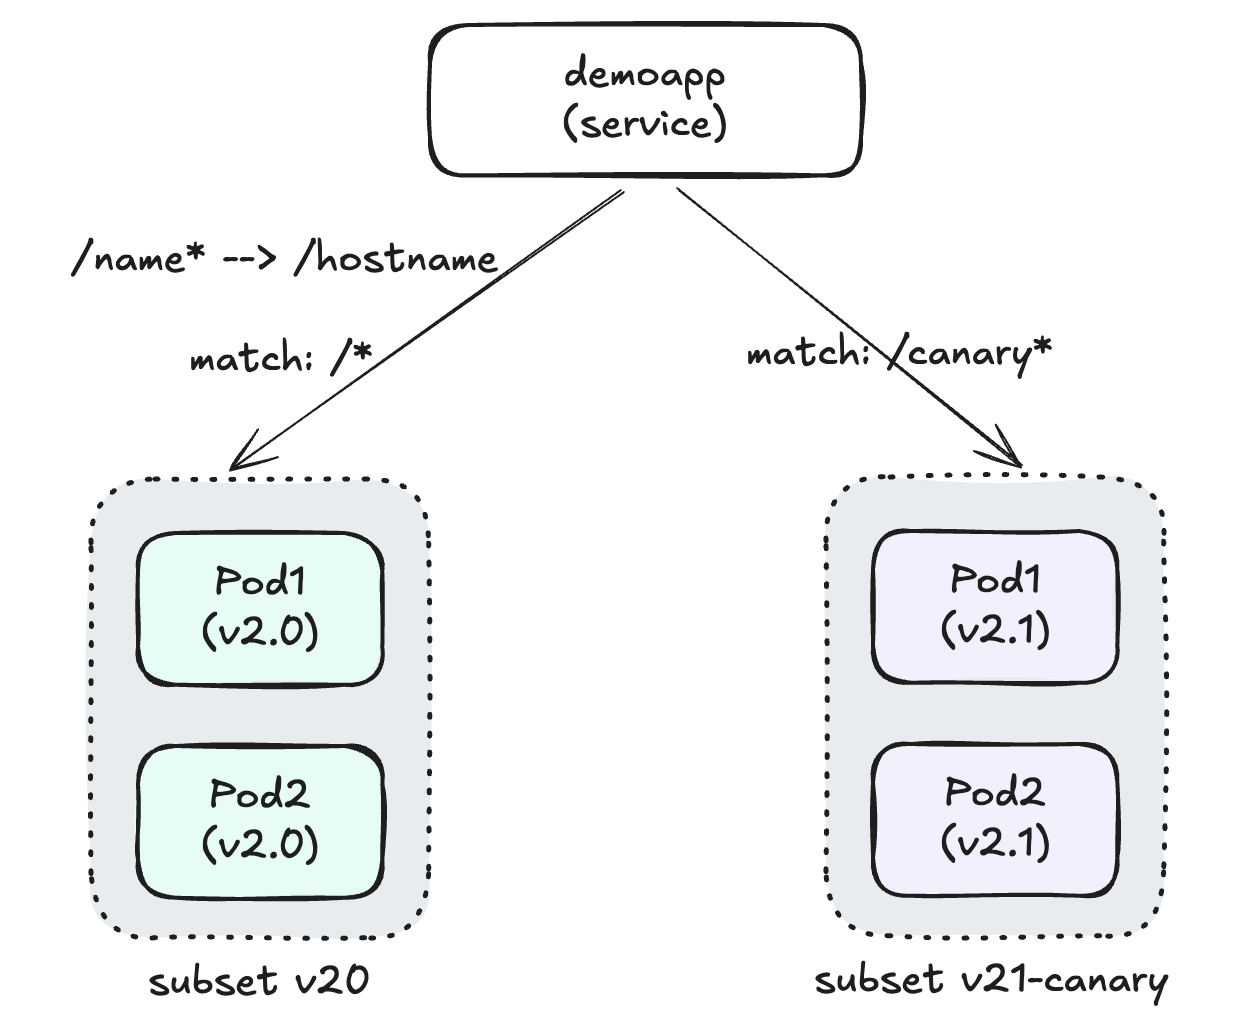 demoapp
(service)
/name* --> /hostname
match: /*
match: /canary*
Pod1
(v2.0)
Pod2
(v2.0)
subset v20
Pod1
(v2.1)
Pod2
(v2.1)
subset v21-canary